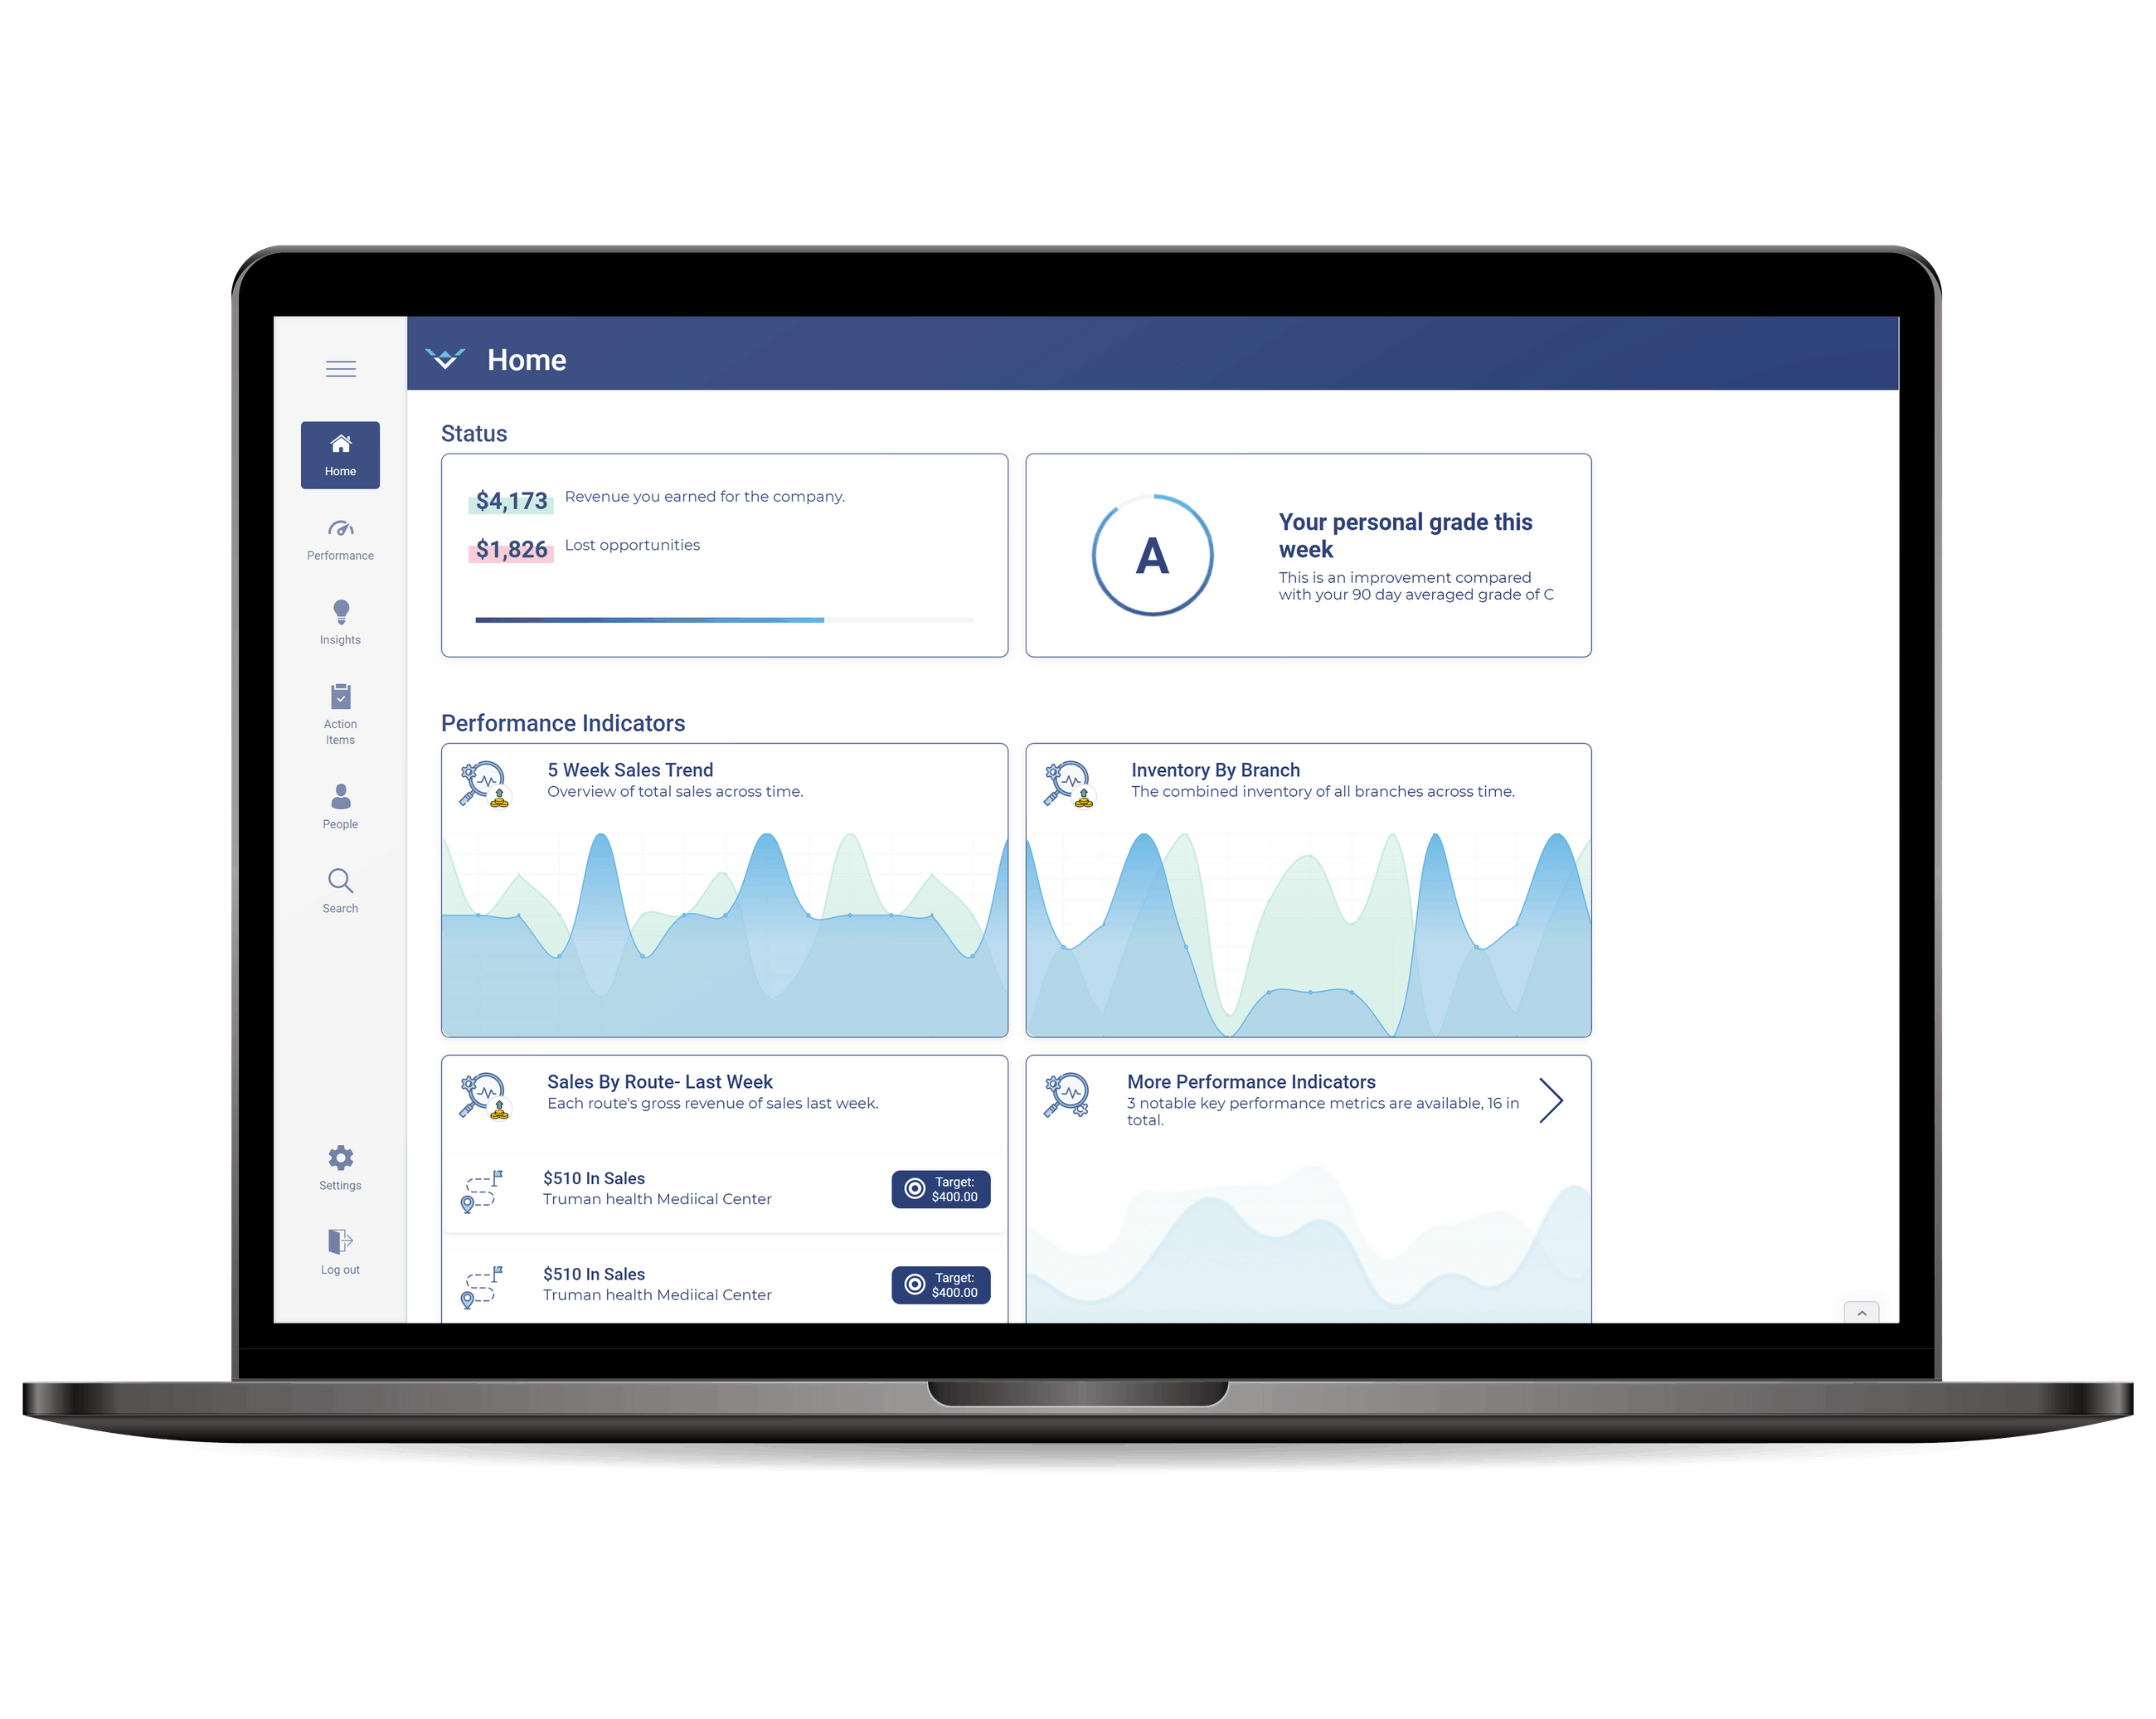 Home
Home
Performance
Insights
Action
Items
People
Search
Settings
Log out
Status
$4,173 Revenue you earned for the company.
$1,826 Lost opportunities
A
Your personal grade this
week
This is an improvement compared
with your 90 day averaged grade of C
Performance Indicators
5 Week Sales Trend
Overview of total sales across time.
Inventory By Branch
The combined inventory of all branches across time.
Sales By Route- Last Week
Each route's gross revenue of sales last week.
$510 In Sales
Truman health Mediical Center
Target:
$400.00
$510 In Sales
Truman health Mediical Center
Target:
$400.00
More Performance Indicators
3 notable key performance metrics are available, 16 in
total.